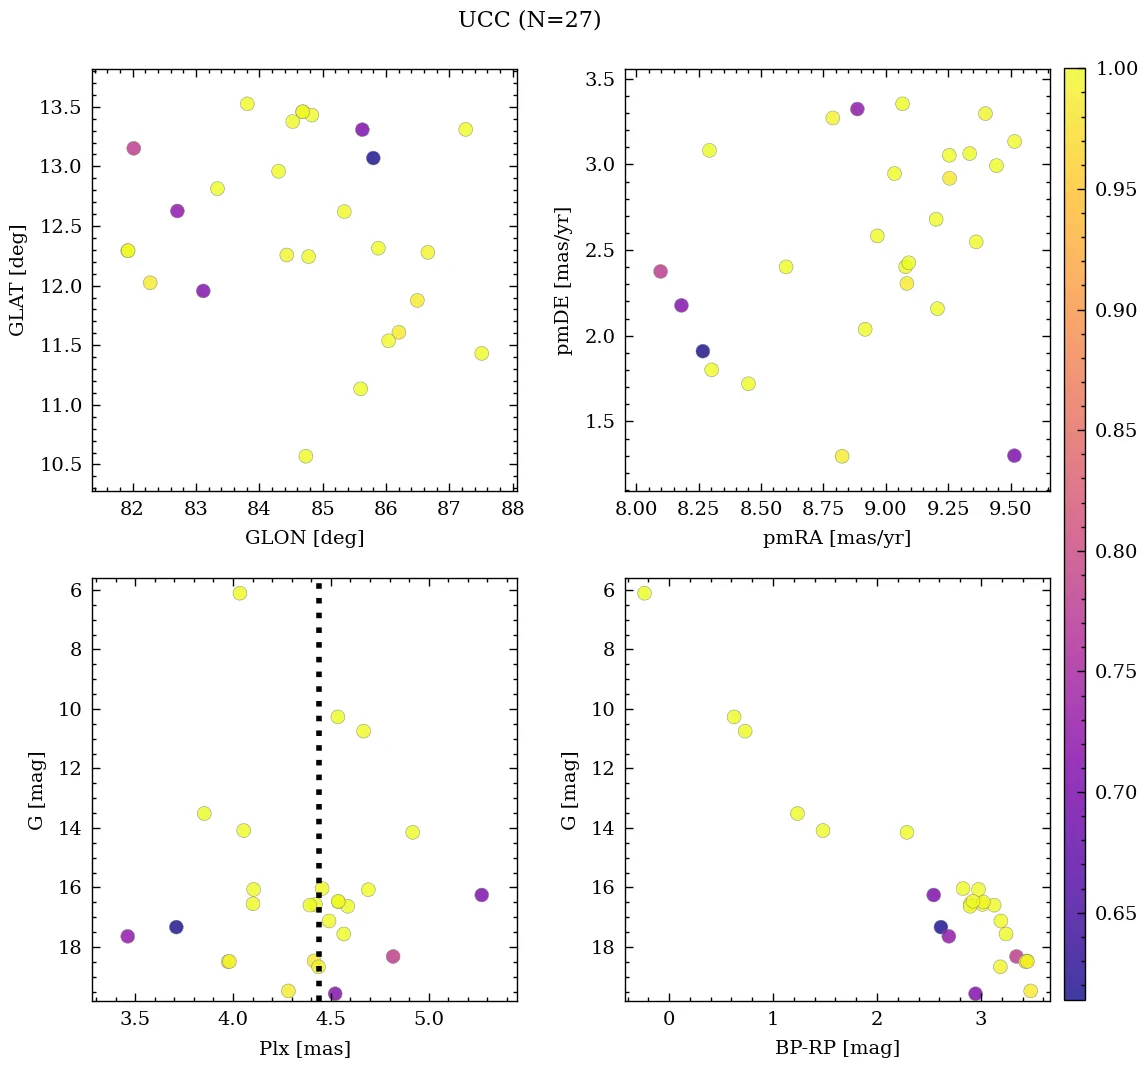 UCC (N=27)
13.5
13.0
12.5
12.0
11.5
11.0
10.5
GLAT [deg]
82 83 84 85 86 87 88
GLON [deg]
3.5
3.0
2.5
2.0
1.5
pmDE [mas/yr]
8.00 8.25 8.50 8.75 9.00 9.25 9.50
pmRA [mas/yr]
6
8
10
12
14
16
18
G [mag]
3.5 4.0 4.5 5.0
Plx [mas]
6
8
10
12
14
16
18
G [mag]
0 1 2 3
BP-RP [mag]
1.00
0.95
0.90
0.85
0.80
0.75
0.70
0.65